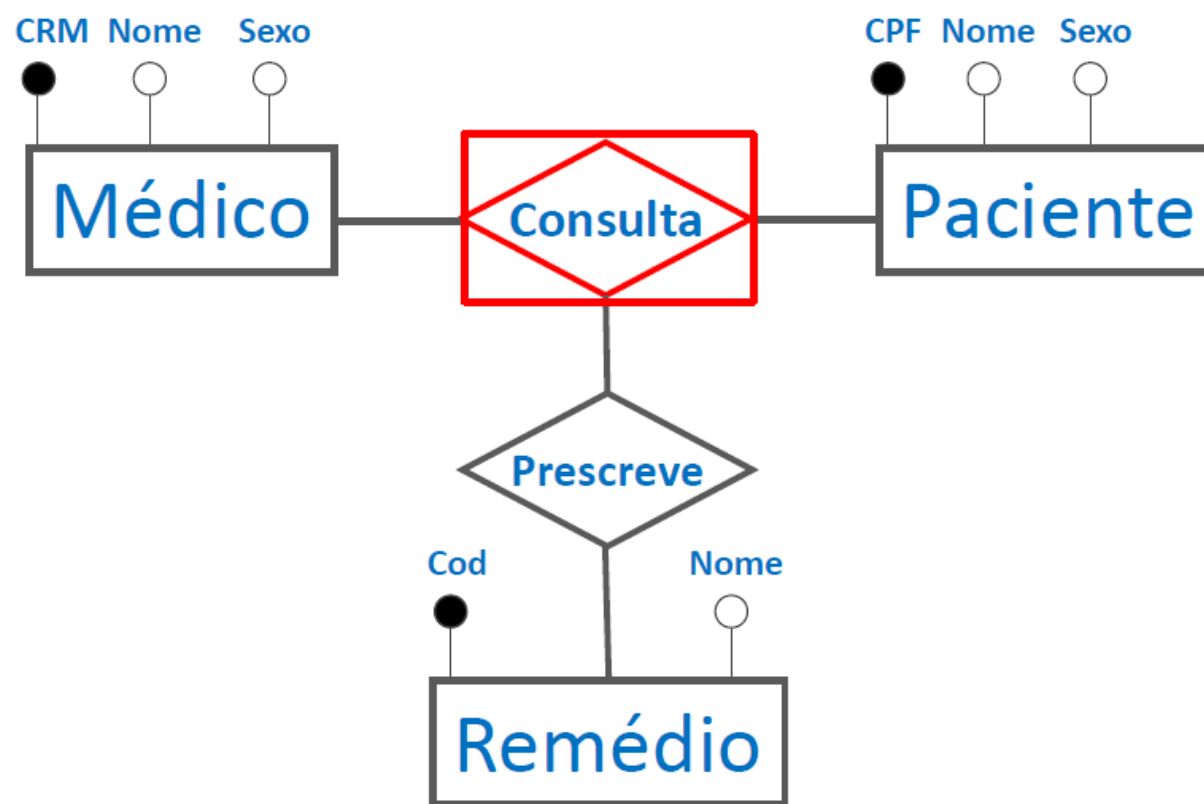 CRM Nome Sexo
CPF Nome Sexo
Médico
Consulta
Paciente
Prescreve
Cod
Nome
Remédio